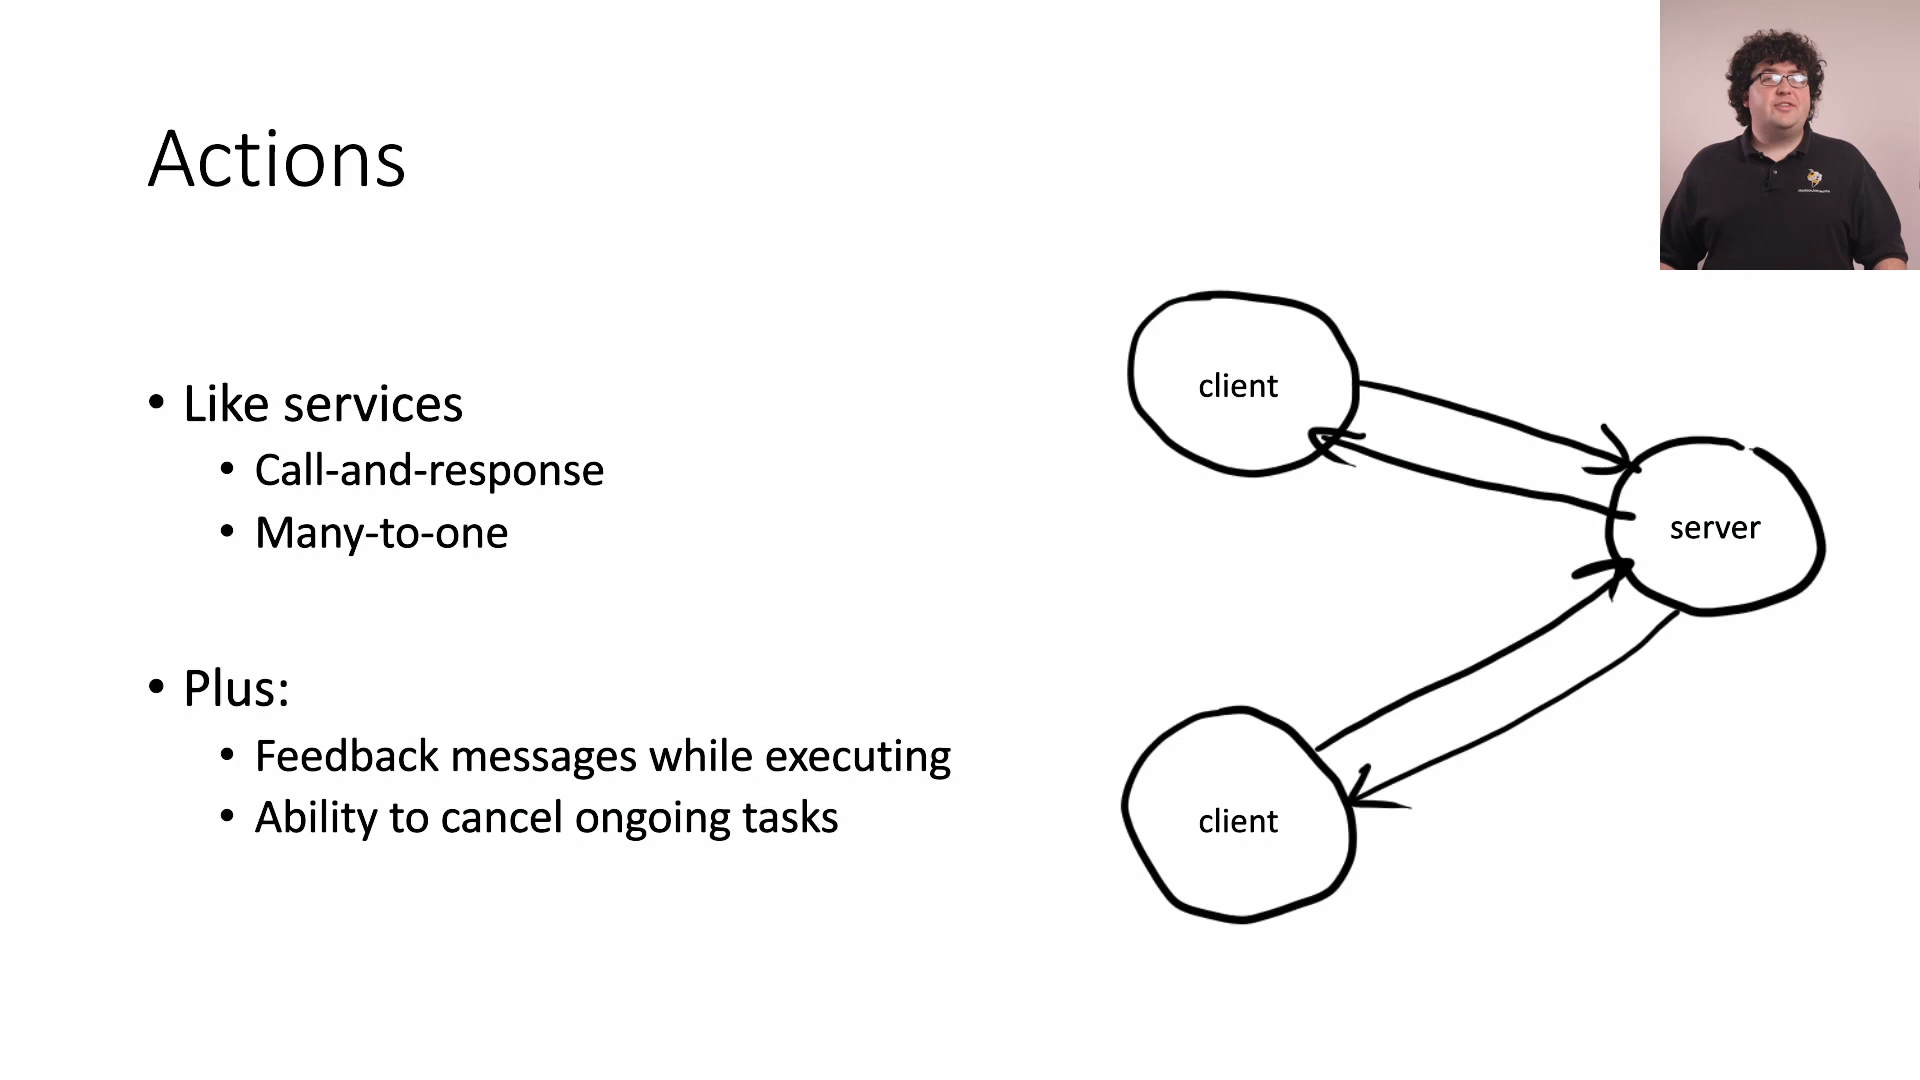 Actions
• Like services
• Call-and-response
• Many-to-one
• Plus:
• Feedback messages while executing
• Ability to cancel ongoing tasks
client
server
client